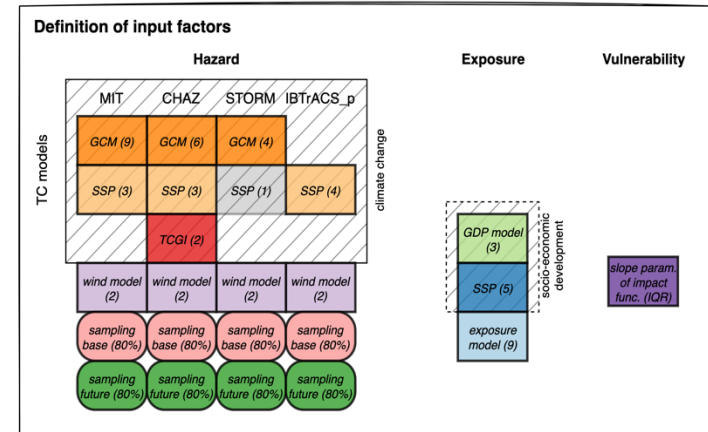 Definition of input factors
Hazard
Exposure
Vulnerability
MIT CHAZ STORM IBTrACS_p
TC models
climate change
GCM (9) GCM (6) GCM (4)
SSP (3) SSP (3) SSP (1) SSP (4)
TCGI (2)
wind model (2) wind model (2) wind model (2) wind model (2)
sampling base (80%) sampling base (80%) sampling base (80%) sampling base (80%)
sampling future (80%) sampling future (80%) sampling future (80%) sampling future (80%)
GDP model
(3)
SSP (5)
exposure
model (9)
socio-economic
development
slope param.
of impact
func. (IQR)